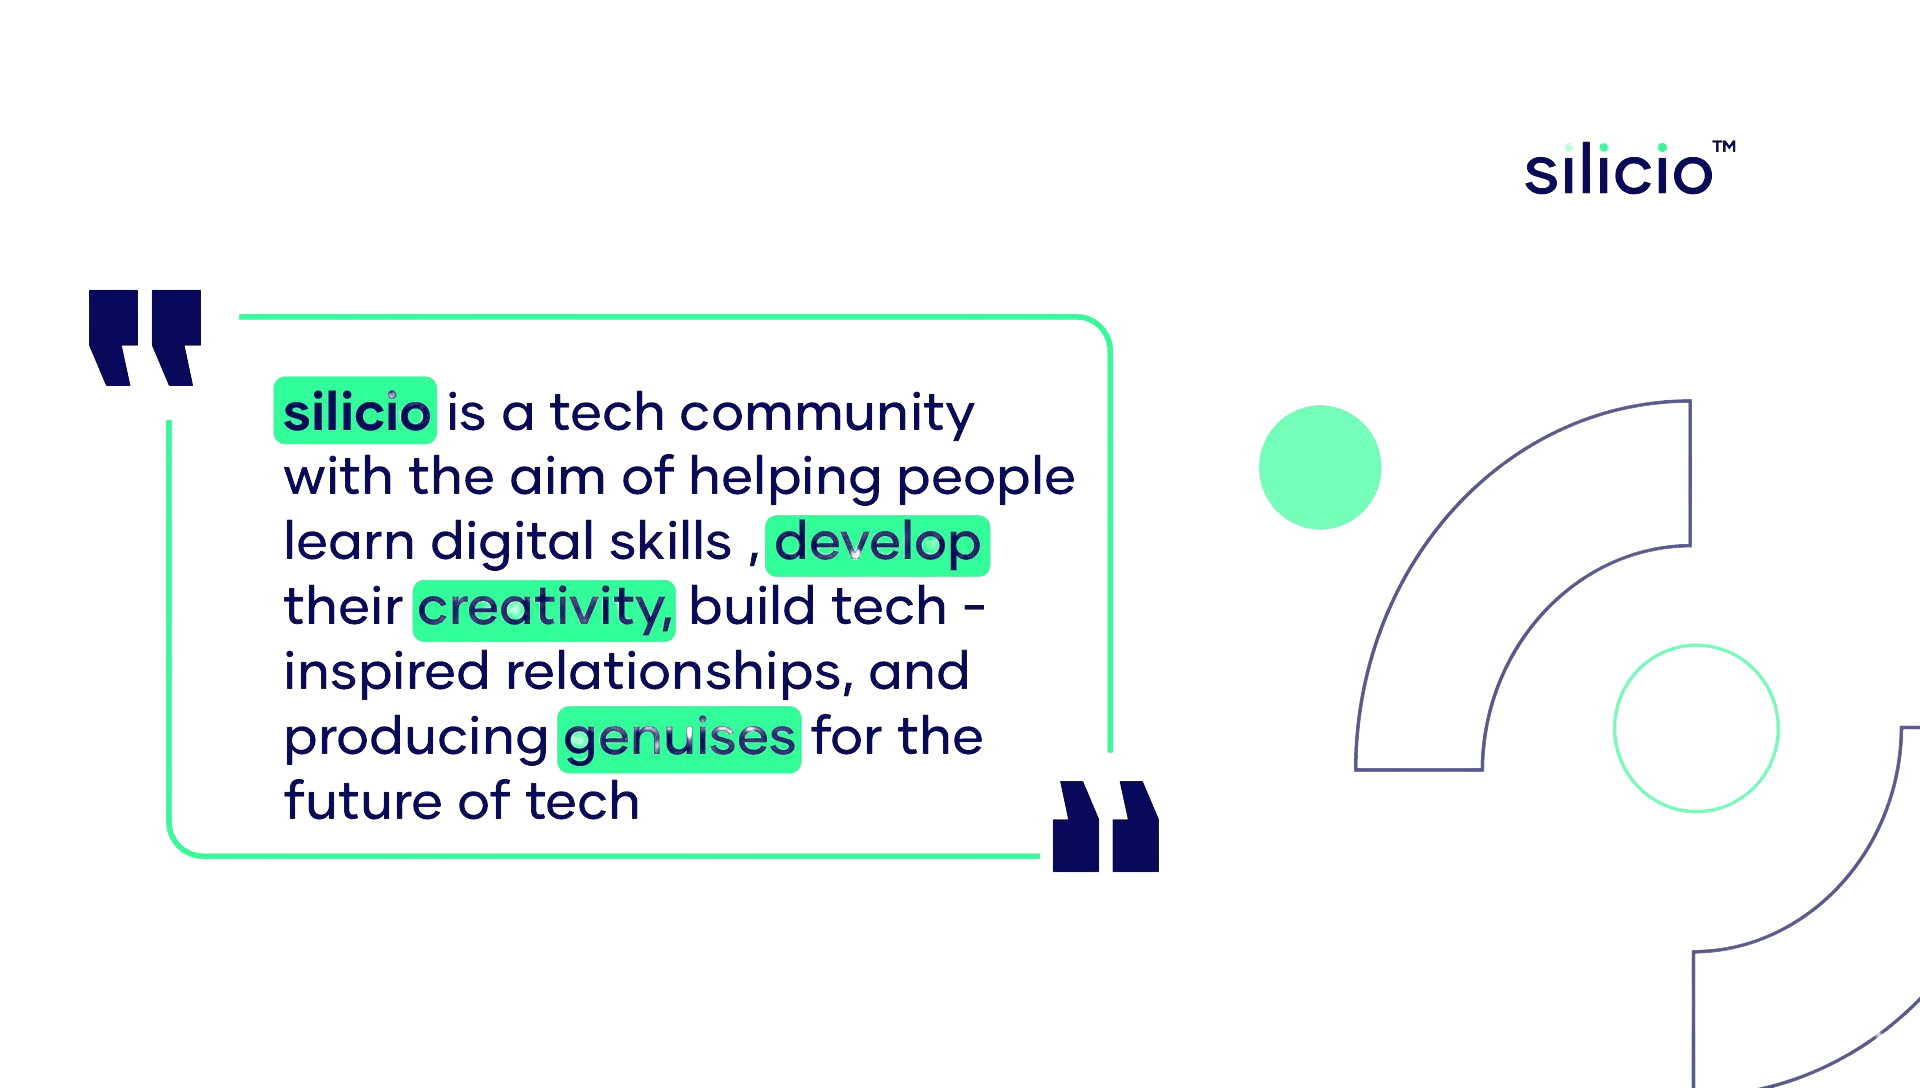 silicio™
silicio is a tech community
with the aim of helping people
learn digital skills , develop
their creativity, build tech -
inspired relationships, and
producing genuises for the
future of tech